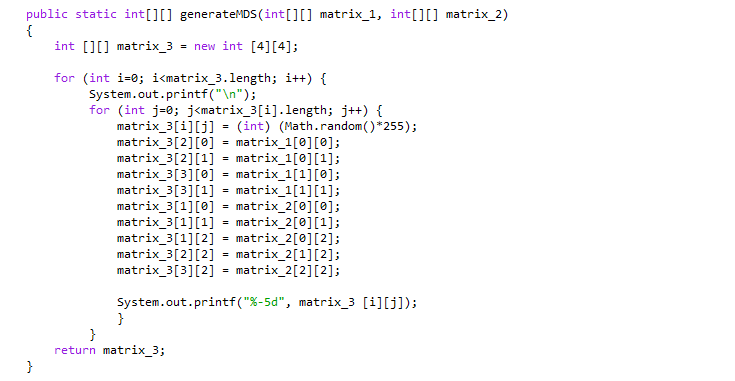 public static int[][] generateMDS(int[][] matrix_1, int[][] matrix_2)
{
    int [][] matrix_3 = new int [4][4];

    for (int i=0; i<matrix_3.length; i++) {
         System.out.printf("\n");
         for (int j=0; j<matrix_3[i].length; j++) {
             matrix_3[i][j] = (int) (Math.random()*255);
             matrix_3[2][0] = matrix_1[0][0];
             matrix_3[2][1] = matrix_1[0][1];
             matrix_3[3][0] = matrix_1[1][0];
             matrix_3[3][1] = matrix_1[1][1];
             matrix_3[1][0] = matrix_2[0][0];
             matrix_3[1][1] = matrix_2[0][1];
             matrix_3[1][2] = matrix_2[0][2];
             matrix_3[2][2] = matrix_2[1][2];
             matrix_3[3][2] = matrix_2[2][2];

             System.out.printf("%-5d", matrix_3 [i][j]);
             }
         }
    return matrix_3;
}